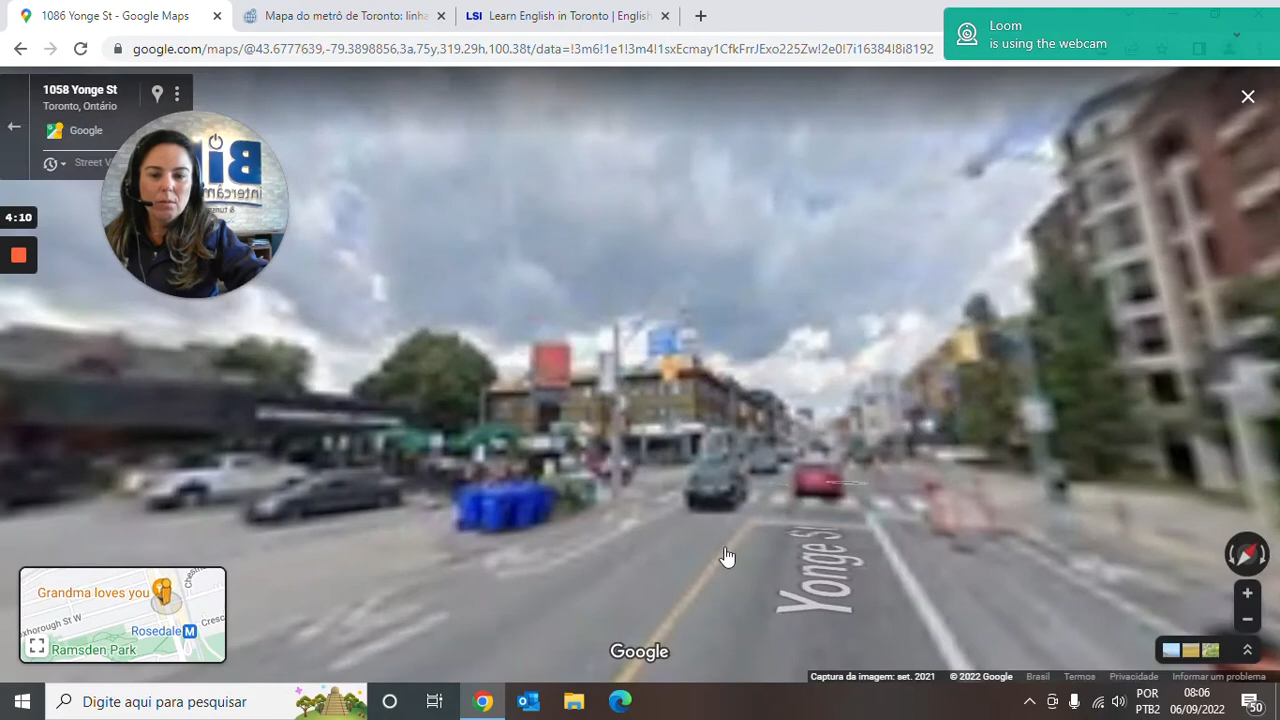 1086 Yonge St - Google Maps
Mapa do metrô de Toronto: linha
LSI Learn English in Toronto | English
google.com/maps/@43.6777639,-79.3898856,3a,75y,319.29h,100.38t/data=!3m6!1e1!3m4!1sxEcmay1CfkFrrJExo225Zw!2e0!7i16384!8i8192
Loom
is using the webcam
1058 Yonge St
Toronto, Ontário
Google
Street V
4:10
Yonge St
Grandma loves you
Rosedale M
Ramsden Park
Google
Captura da imagem: set. 2021 © 2022 Google Brasil Termos Privacidade Informar um problema
Digite aqui para pesquisar
POR
PTB2
08:06
06/09/2022
50